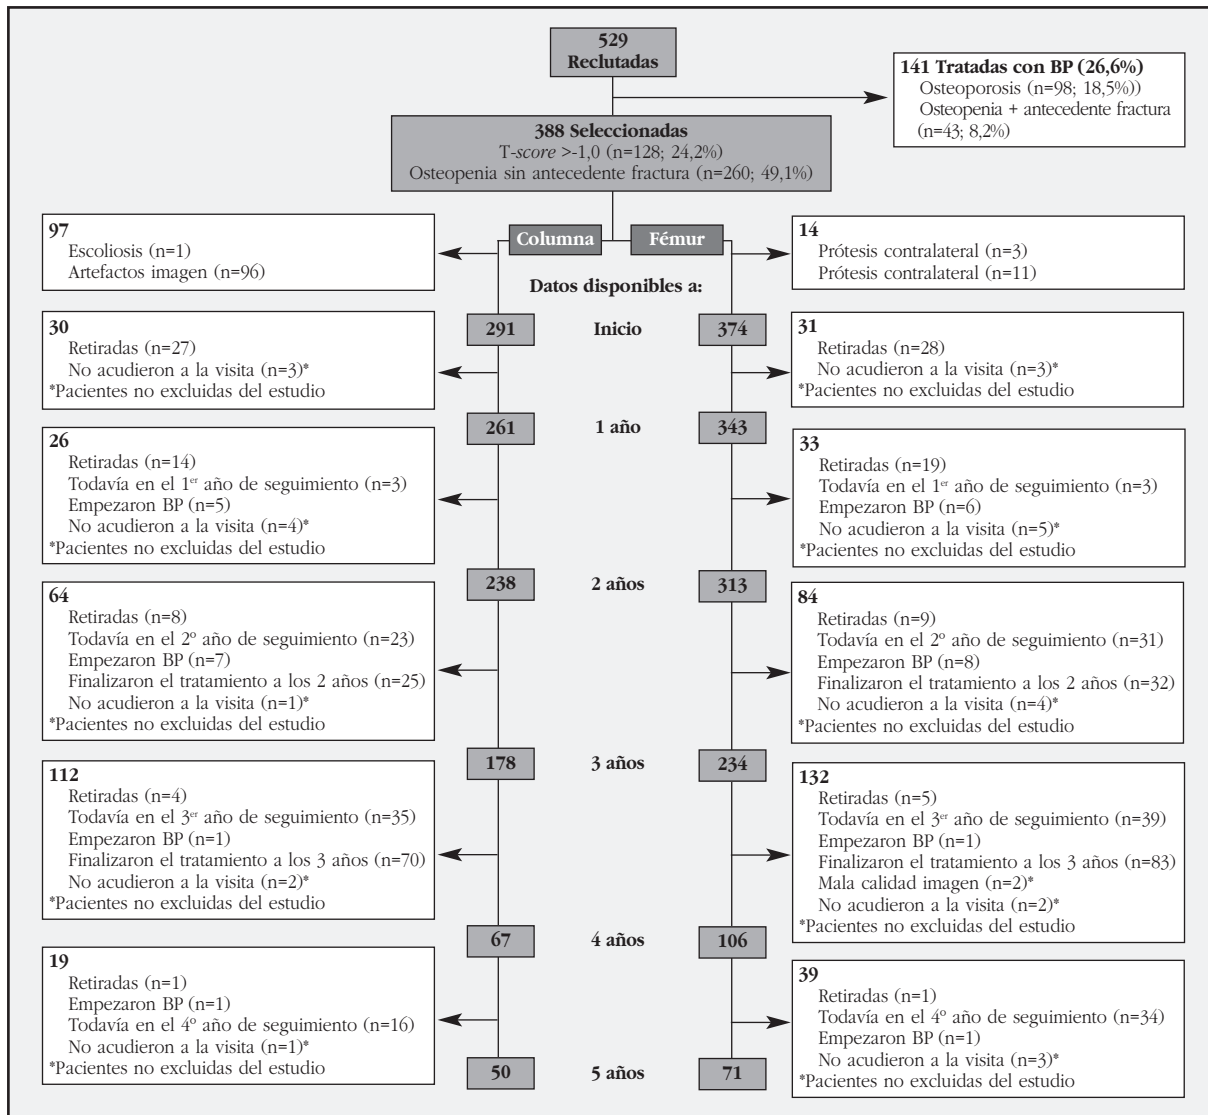 529
Reclutadas
141 Tratadas con BP (26,6%)
Osteoporosis (n=98; 18,5%))
Osteopenia + antecedente fractura
(n=43; 8,2%)
388 Seleccionadas
T-score >-1,0 (n=128; 24,2%)
Osteopenia sin antecedente fractura (n=260; 49,1%)
Columna
Fémur
97
Escoliosis (n=1)
Artefactos imagen (n=96)
14
Prótesis contralateral (n=3)
Prótesis contralateral (n=11)
Datos disponibles a:
291
Inicio
374
30
Retiradas (n=27)
No acudieron a la visita (n=3)*
*Pacientes no excluidas del estudio
31
Retiradas (n=28)
No acudieron a la visita (n=3)*
*Pacientes no excluidas del estudio
261
1 año
343
26
Retiradas (n=14)
Todavía en el 1er año de seguimiento (n=3)
Empezaron BP (n=5)
No acudieron a la visita (n=4)*
*Pacientes no excluidas del estudio
33
Retiradas (n=19)
Todavía en el 1er año de seguimiento (n=3)
Empezaron BP (n=6)
No acudieron a la visita (n=5)*
*Pacientes no excluidas del estudio
238
2 años
313
64
Retiradas (n=8)
Todavía en el 2º año de seguimiento (n=23)
Empezaron BP (n=7)
Finalizaron el tratamiento a los 2 años (n=25)
No acudieron a la visita (n=1)*
*Pacientes no excluidas del estudio
84
Retiradas (n=9)
Todavía en el 2º año de seguimiento (n=31)
Empezaron BP (n=8)
Finalizaron el tratamiento a los 2 años (n=32)
No acudieron a la visita (n=4)*
*Pacientes no excluidas del estudio
178
3 años
234
112
Retiradas (n=4)
Todavía en el 3er año de seguimiento (n=35)
Empezaron BP (n=1)
Finalizaron el tratamiento a los 3 años (n=70)
No acudieron a la visita (n=2)*
*Pacientes no excluidas del estudio
132
Retiradas (n=5)
Todavía en el 3er año de seguimiento (n=39)
Empezaron BP (n=1)
Finalizaron el tratamiento a los 3 años (n=83)
Mala calidad imagen (n=2)*
No acudieron a la visita (n=2)*
*Pacientes no excluidas del estudio
67
4 años
106
19
Retiradas (n=1)
Empezaron BP (n=1)
Todavía en el 4º año de seguimiento (n=16)
No acudieron a la visita (n=1)*
*Pacientes no excluidas del estudio
39
Retiradas (n=1)
Todavía en el 4º año de seguimiento (n=34)
Empezaron BP (n=1)
No acudieron a la visita (n=3)*
*Pacientes no excluidas del estudio
50
5 años
71